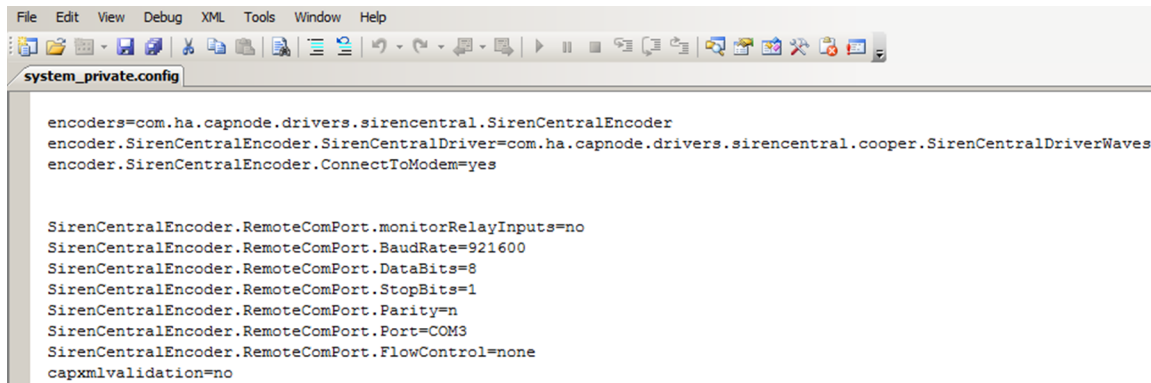 File Edit View Debug XML Tools Window Help
system_private.config
encoders=com.ha.capnode.drivers.sirencentral.SirenCentralEncoder
encoder.SirenCentralEncoder.SirenCentralDriver=com.ha.capnode.drivers.sirencentral.cooper.SirenCentralDriverWaves
encoder.SirenCentralEncoder.ConnectToModem=yes
SirenCentralEncoder.RemoteComPort.monitorRelayInputs=no
SirenCentralEncoder.RemoteComPort.BaudRate=921600
SirenCentralEncoder.RemoteComPort.DataBits=8
SirenCentralEncoder.RemoteComPort.StopBits=1
SirenCentralEncoder.RemoteComPort.Parity=n
SirenCentralEncoder.RemoteComPort.Port=COM3
SirenCentralEncoder.RemoteComPort.FlowControl=none
capxmlvalidation=no